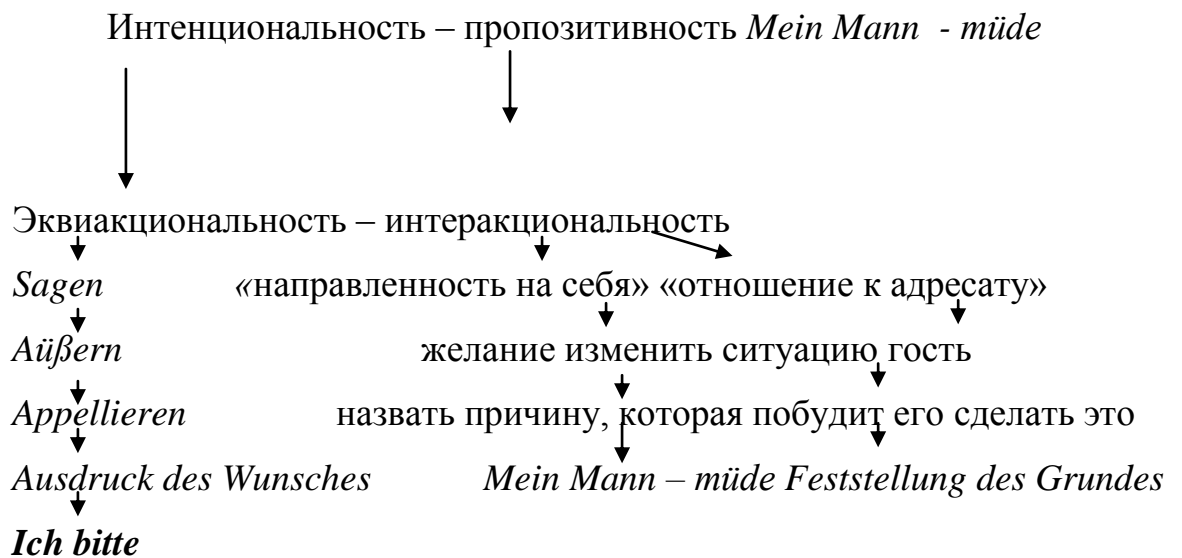 Интенциональность – пропозитивность Mein Mann - müde
Эквиакциональность – интеракциональность
Sagen «направленность на себя» «отношение к адресату»
Aüßern желание изменить ситуацию гость
Appellieren назвать причину, которая побудит его сделать это
Ausdruck des Wunsches Mein Mann – müde Feststellung des Grundes
Ich bitte